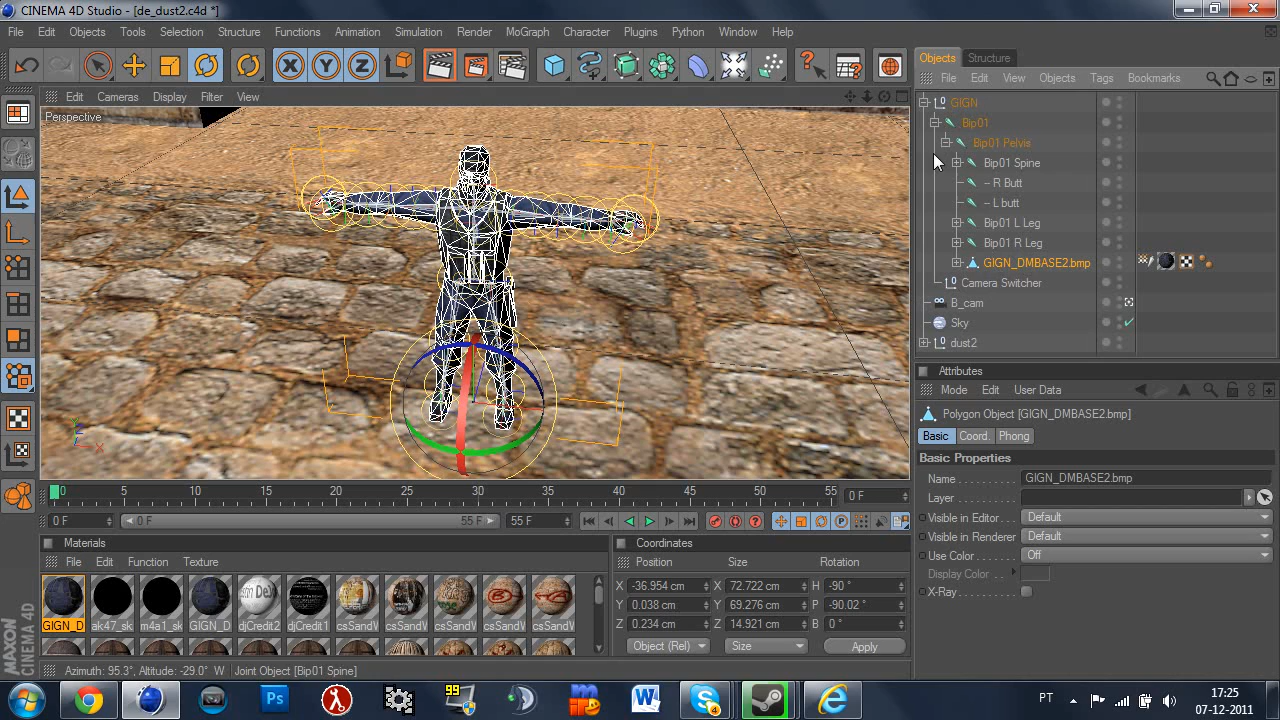 CINEMA 4D Studio - [de_dust2.c4d *]
File Edit Objects Tools Selection Structure Functions Animation Simulation Render MoGraph Character Plugins Python Window Help
X Y Z
Edit Cameras Display Filter View
Perspective
Y
X
0 5 10 15 20 25 30 35 40 45 50 55 0 F
0 F 0 F 55 F 55 F
Materials
File Edit Function Texture
GIGN_D ak47_sk m4a1_sk GIGN_D djCredit2 djCredit1 csSandV csSandV csSandV csSandV csSandV
Coordinates
Position Size Rotation
X -36.954 cm X 72.722 cm H -90 °
Y 0.038 cm Y 69.276 cm P -90.02 °
Z 0.234 cm Z 14.921 cm B 0 °
Object (Rel) Size Apply
MAXON
CINEMA 4D
Azimuth: 95.3°, Altitude: -29.0° W Joint Object [Bip01 Spine]
Objects Structure
File Edit View Objects Tags Bookmarks
GIGN
Bip01
Bip01 Pelvis
Bip01 Spine
-- R Butt
-- L butt
Bip01 L Leg
Bip01 R Leg
GIGN_DMBASE2.bmp
Camera Switcher
B_cam
Sky
dust2
Attributes
Mode Edit User Data
Polygon Object [GIGN_DMBASE2.bmp]
Basic Coord. Phong
Basic Properties
Name . . . . . . . . . . GIGN_DMBASE2.bmp
Layer . . . . . . . . . .
Visible in Editor . . . Default
Visible in Renderer Default
Use Color . . . . . . Off
Display Color . .
X-Ray . . . . . . . .
Ps
99
W
4
PT
17:25
07-12-2011